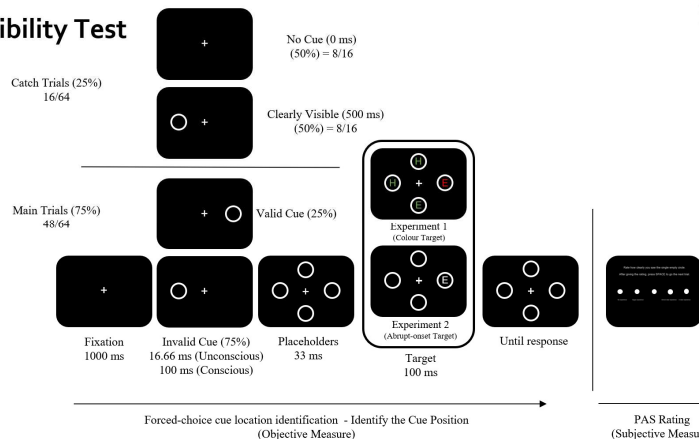 ibility Test
No Cue (0 ms)
(50%) = 8/16
Catch Trials (25%)
16/64
Clearly Visible (500 ms)
(50%) = 8/16
H
H
E
E
Experiment 1
(Colour Target)
Main Trials (75%)
48/64
Valid Cue (25%)
E
Experiment 2
(Abrupt-onset Target)
Fixation
1000 ms
Invalid Cue (75%)
16.66 ms (Unconscious)
100 ms (Conscious)
Placeholders
33 ms
Target
100 ms
Until response
Forced-choice cue location identification - Identify the Cue Position
(Objective Measure)
PAS Rating
(Subjective Measu